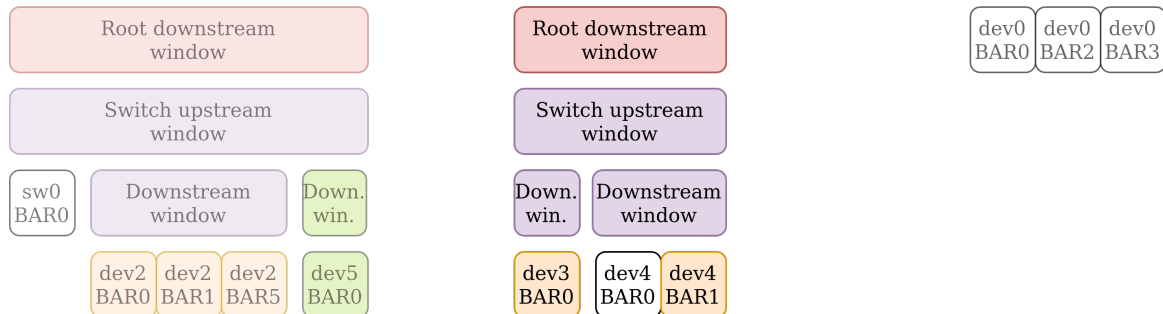 Root downstream
window
Root downstream
window
dev0
BAR0
dev0
BAR2
dev0
BAR3
Switch upstream
window
Switch upstream
window
sw0
BAR0
Downstream
window
Down.
win.
Down.
win.
Downstream
window
dev2
BAR0
dev2
BAR1
dev2
BAR5
dev5
BAR0
dev3
BAR0
dev4
BAR0
dev4
BAR1